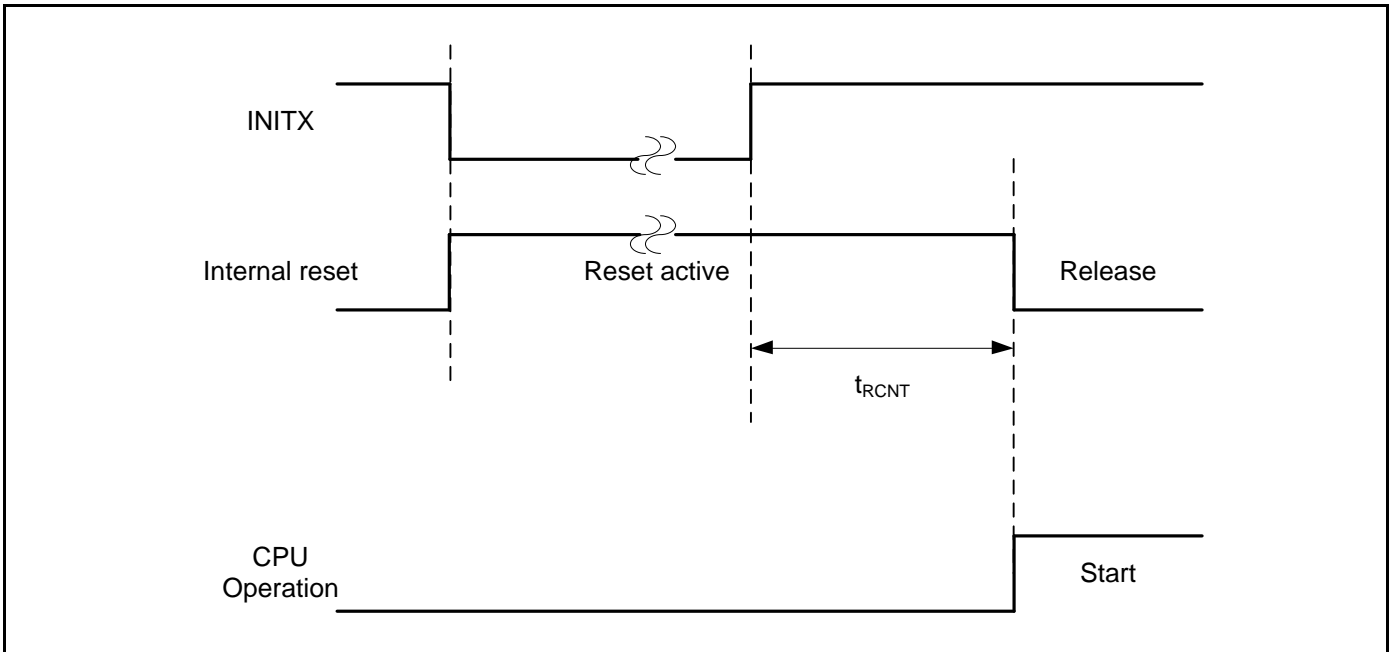 INITX
Internal reset
Reset active
Release
tRCNT
CPU
Operation
Start